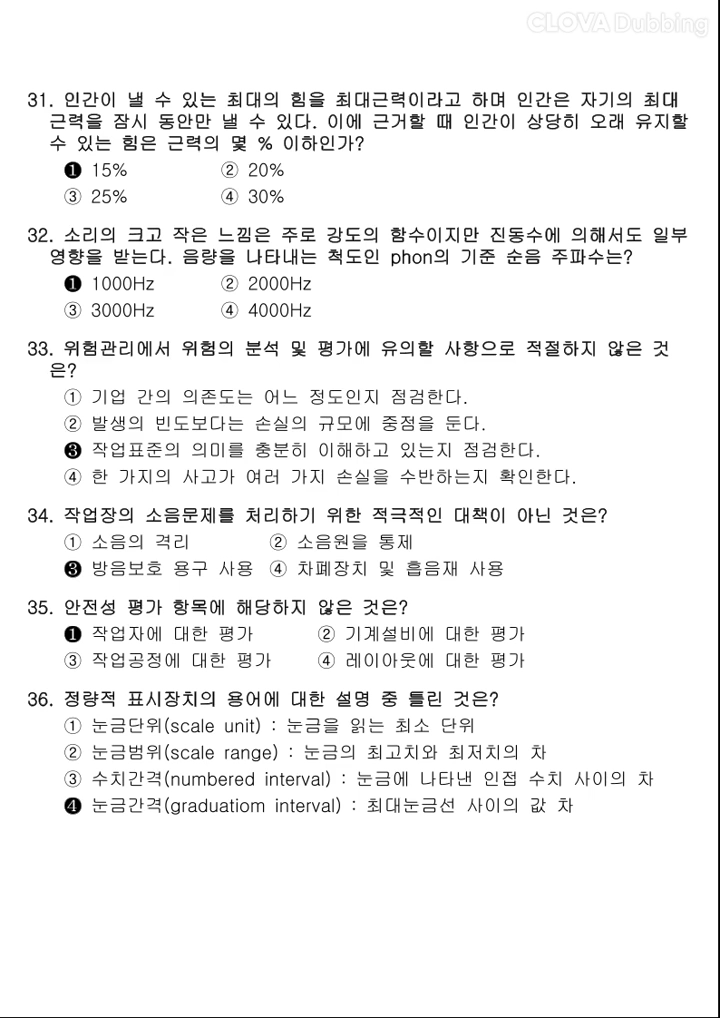 CLOVA Dubbing
31. 인간이 낼 수 있는 최대의 힘을 최대근력이라고 하며 인간은 자기의 최대
근력을 잠시 동안만 낼 수 있다. 이에 근거할 때 인간이 상당히 오래 유지할
수 있는 힘은 근력의 몇 % 이하인가?
❶ 15% ② 20%
③ 25% ④ 30%
32. 소리의 크고 작은 느낌은 주로 강도의 함수이지만 진동수에 의해서도 일부
영향을 받는다. 음량을 나타내는 척도인 phon의 기준 순음 주파수는?
❶ 1000Hz ② 2000Hz
③ 3000Hz ④ 4000Hz
33. 위험관리에서 위험의 분석 및 평가에 유의할 사항으로 적절하지 않은 것
은?
① 기업 간의 의존도는 어느 정도인지 점검한다.
② 발생의 빈도보다는 손실의 규모에 중점을 둔다.
❸ 작업표준의 의미를 충분히 이해하고 있는지 점검한다.
④ 한 가지의 사고가 여러 가지 손실을 수반하는지 확인한다.
34. 작업장의 소음문제를 처리하기 위한 적극적인 대책이 아닌 것은?
① 소음의 격리 ② 소음원을 통제
❸ 방음보호 용구 사용 ④ 차폐장치 및 흡음재 사용
35. 안전성 평가 항목에 해당하지 않은 것은?
❶ 작업자에 대한 평가 ② 기계설비에 대한 평가
③ 작업공정에 대한 평가 ④ 레이아웃에 대한 평가
36. 정량적 표시장치의 용어에 대한 설명 중 틀린 것은?
① 눈금단위(scale unit) : 눈금을 읽는 최소 단위
② 눈금범위(scale range) : 눈금의 최고치와 최저치의 차
③ 수치간격(numbered interval) : 눈금에 나타낸 인접 수치 사이의 차
❹ 눈금간격(graduatiom interval) : 최대눈금선 사이의 값 차